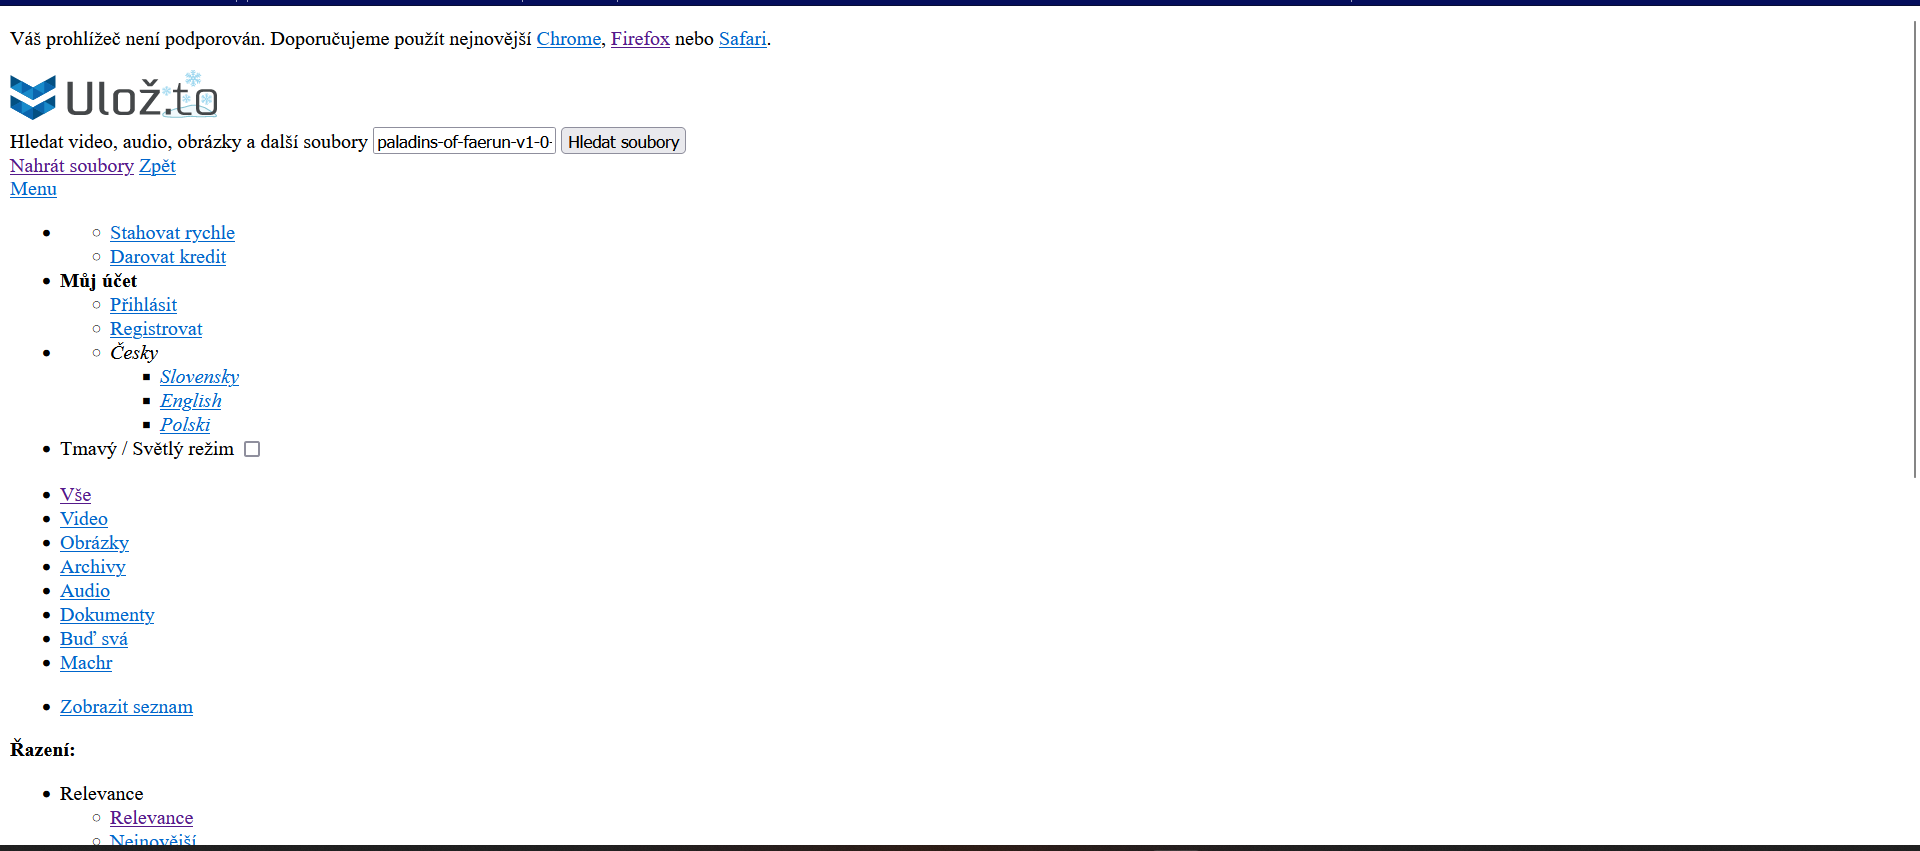 Váš prohlížeč není podporován. Doporučujeme použít nejnovější Chrome, Firefox nebo Safari.
Ulož.to
Hledat video, audio, obrázky a další soubory paladins-of-faerun-v1-0- Hledat soubory
Nahrát soubory Zpět
Menu
Stahovat rychle
Darovat kredit
Můj účet
Přihlásit
Registrovat
Česky
Slovensky
English
Polski
Tmavý / Světlý režim
Vše
Video
Obrázky
Archivy
Audio
Dokumenty
Buď svá
Machr
Zobrazit seznam
Řazení:
Relevance
Relevance
Nejnovější